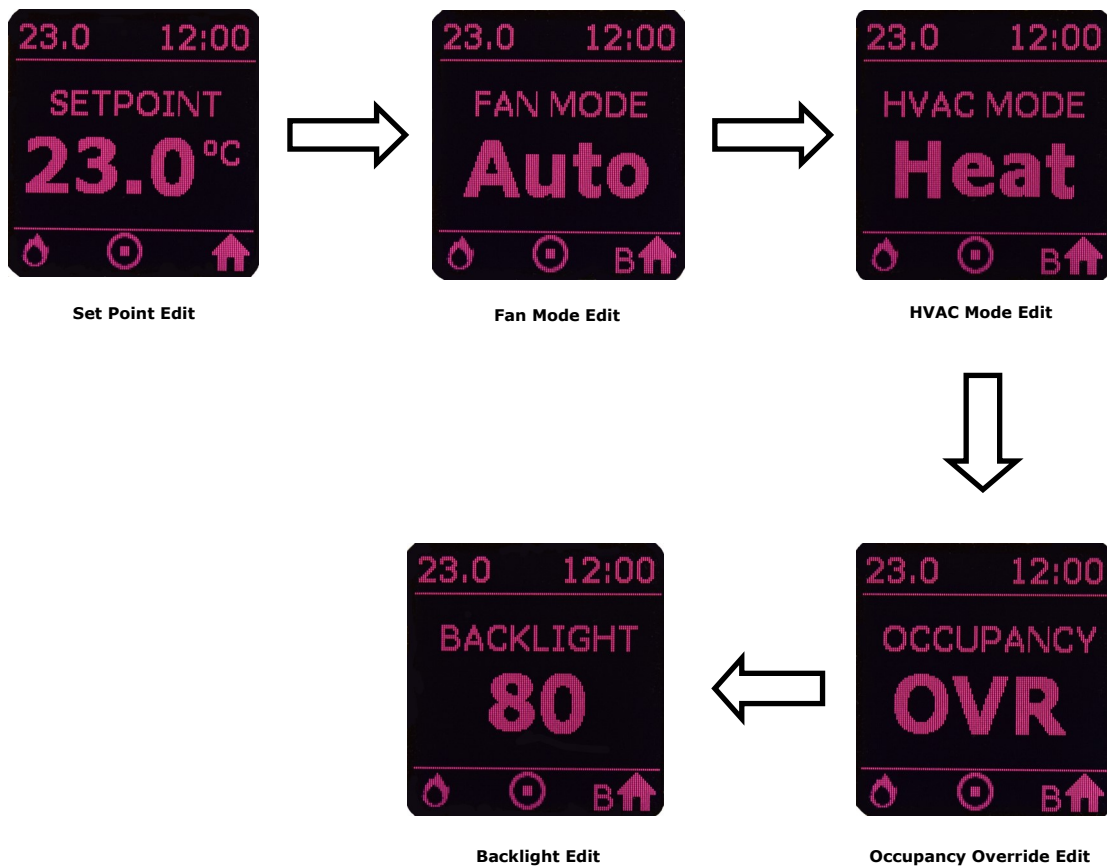 23.0 12:00
SETPOINT
23.0°C
Set Point Edit
23.0 12:00
FAN MODE
Auto
B
Fan Mode Edit
23.0 12:00
HVAC MODE
Heat
B
HVAC Mode Edit
23.0 12:00
OCCUPANCY
OVR
B
Occupancy Override Edit
23.0 12:00
BACKLIGHT
80
B
Backlight Edit